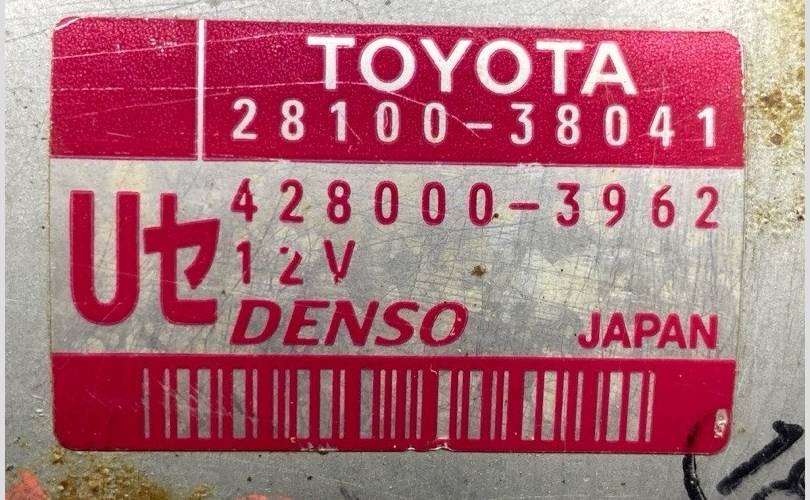 TOYOTA
28100-38041
Uセ
428000-3962
12V
DENSO
JAPAN